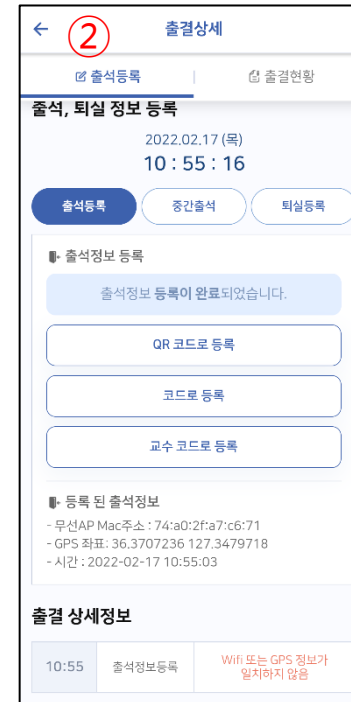 ② 출결상세
출석등록 | 출결현황
출석, 퇴실 정보 등록
2022.02.17 (목)
10 : 55 : 16
출석등록 중간출석 퇴실등록
출석정보 등록
출석정보 등록이 완료되었습니다.
QR 코드로 등록
코드로 등록
교수 코드로 등록
등록 된 출석정보
- 무선AP Mac주소 : 74:a0:2f:a7:c6:71
- GPS 좌표: 36.3707236 127.3479718
- 시간 : 2022-02-17 10:55:03
출결 상세정보
10:55 출석정보등록 Wifi 또는 GPS 정보가
일치하지 않음